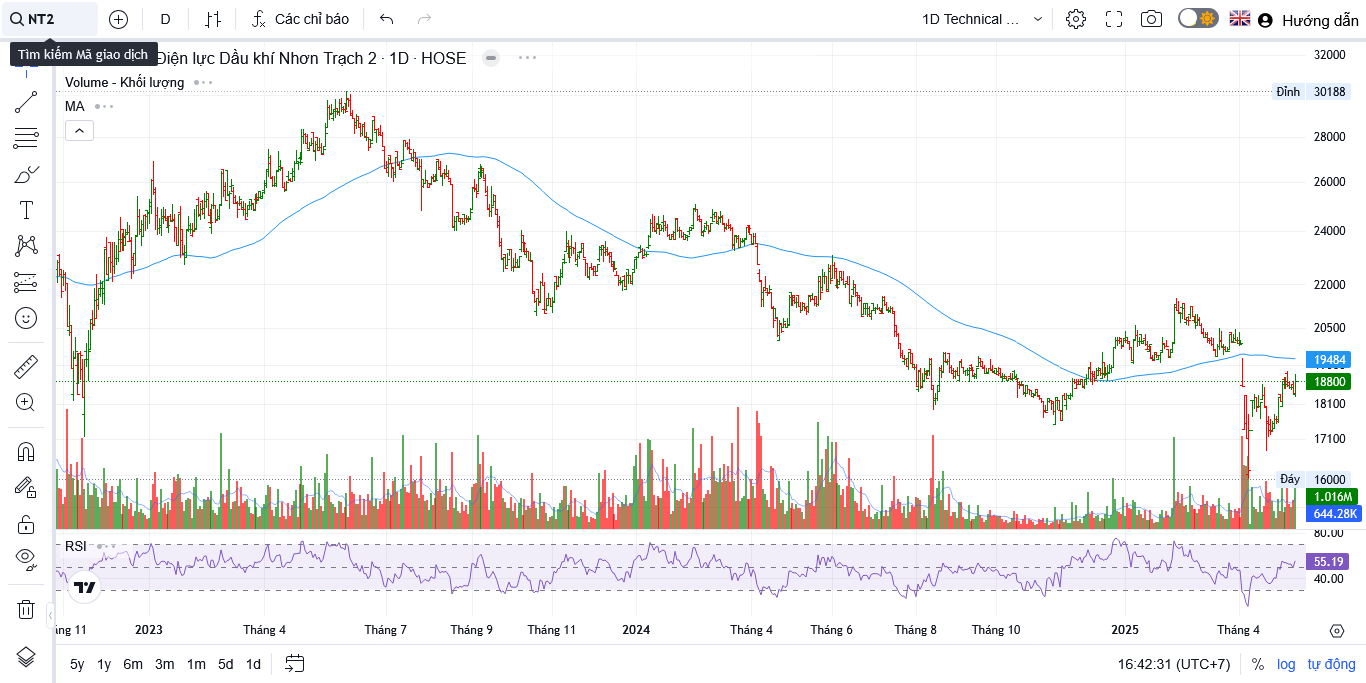 NT2 D Các chỉ báo 1D Technical ... Hướng dẫn
Tìm kiếm Mã giao dịch
Điện lực Dầu khí Nhơn Trạch 2 · 1D · HOSE
Volume - Khối lượng
MA
32000
Đỉnh 30188
28000
26000
24000
22000
20500
19484
18800
18100
17100
Đáy 16000
1.016M
644.28K
80.00
RSI
55.19
40.00
ng 11 2023 Tháng 4 Tháng 7 Tháng 9 Tháng 11 2024 Tháng 4 Tháng 6 Tháng 8 Tháng 10 2025 Tháng 4
5y 1y 6m 3m 1m 5d 1d 16:42:31 (UTC+7) % log tự động